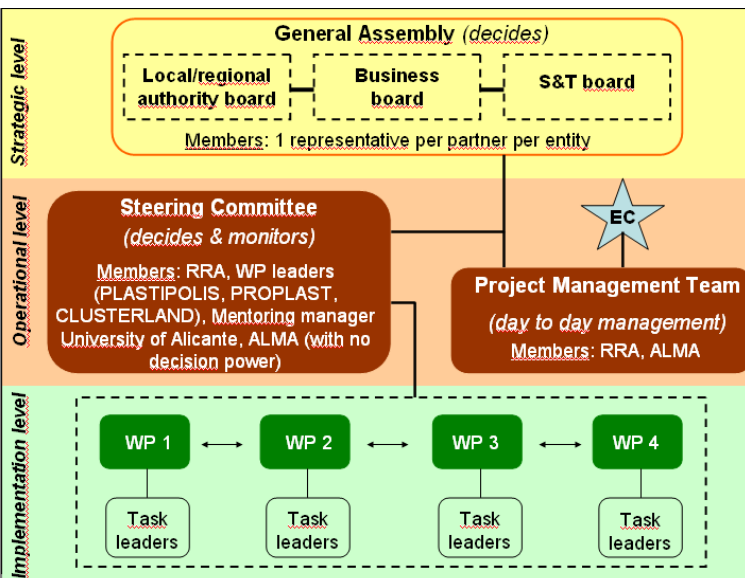 Strategic level
General Assembly (decides)
Local/regional
authority board
Business
board
S&T board
Members: 1 representative per partner per entity
Operational level
Steering Committee
(decides & monitors)
Members: RRA, WP leaders
(PLASTIPOLIS, PROPLAST,
CLUSTERLAND), Mentoring manager
University of Alicante, ALMA (with no
decision power)
EC
Project Management Team
(day to day management)
Members: RRA, ALMA
Implementation level
WP 1
WP 2
WP 3
WP 4
Task
leaders
Task
leaders
Task
leaders
Task
leaders